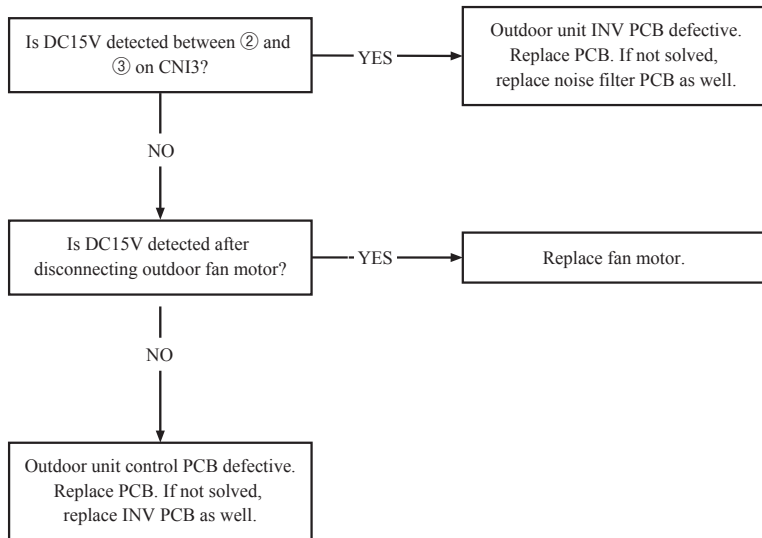 Is DC15V detected between ② and
③ on CNI3?
YES
Outdoor unit INV PCB defective.
Replace PCB. If not solved,
replace noise filter PCB as well.
NO
Is DC15V detected after
disconnecting outdoor fan motor?
YES
Replace fan motor.
NO
Outdoor unit control PCB defective.
Replace PCB. If not solved,
replace INV PCB as well.